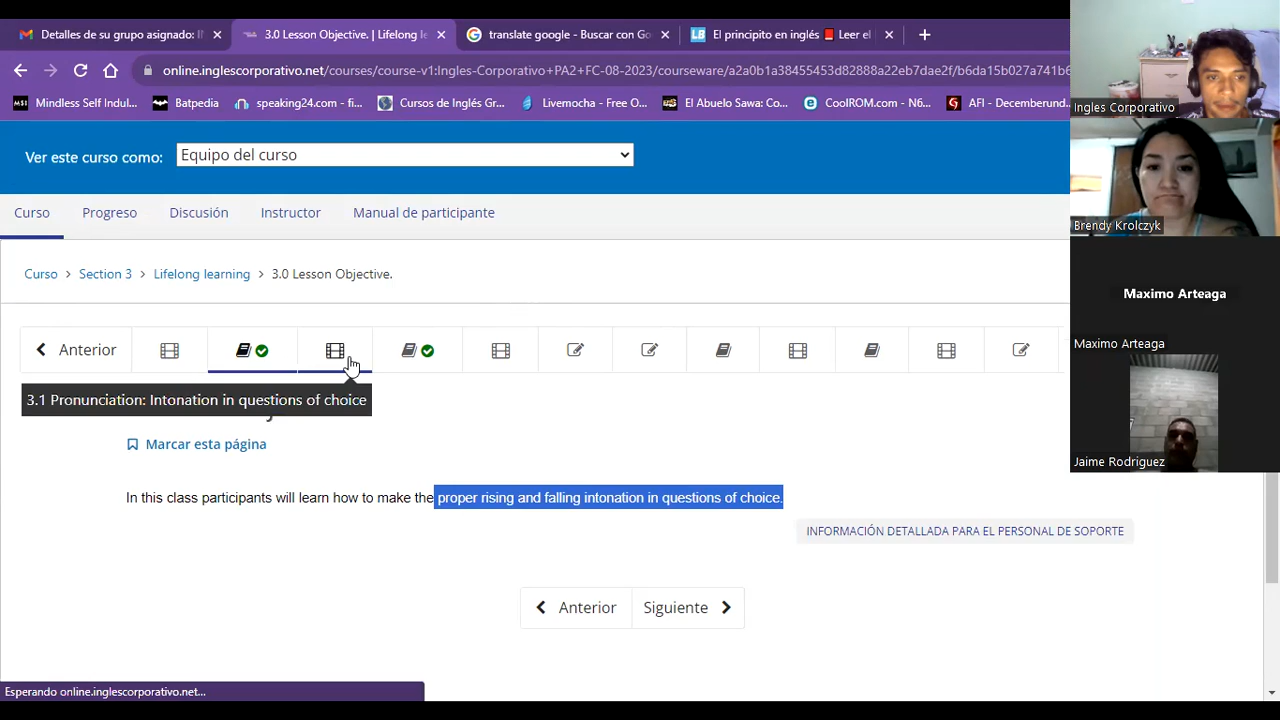 Detalles de su grupo asignado: I
3.0 Lesson Objective. | Lifelong le
translate google - Buscar con Go
El principito en inglés 📕 Leer el
online.inglescorporativo.net/courses/course-v1:Ingles-Corporativo+PA2+FC-08-2023/courseware/a2a0b1a38455453d82888a22eb7dae2f/b6da15b027a741b6
Mindless Self Indul...
Batpedia
speaking24.com - fi...
Cursos de Inglés Gr...
Livemocha - Free O...
El Abuelo Sawa: Co...
CoolROM.com - N6...
AFI - Decemberund...
Ver este curso como:
Equipo del curso
Curso
Progreso
Discusión
Instructor
Manual de participante
Curso > Section 3 > Lifelong learning > 3.0 Lesson Objective.
Anterior
3.1 Pronunciation: Intonation in questions of choice
Marcar esta página
In this class participants will learn how to make the proper rising and falling intonation in questions of choice.
INFORMACIÓN DETALLADA PARA EL PERSONAL DE SOPORTE
Anterior
Siguiente
Esperando online.inglescorporativo.net...
Ingles Corporativo
Brendy Krolczyk
Maximo Arteaga
Maximo Arteaga
Jaime Rodriguez